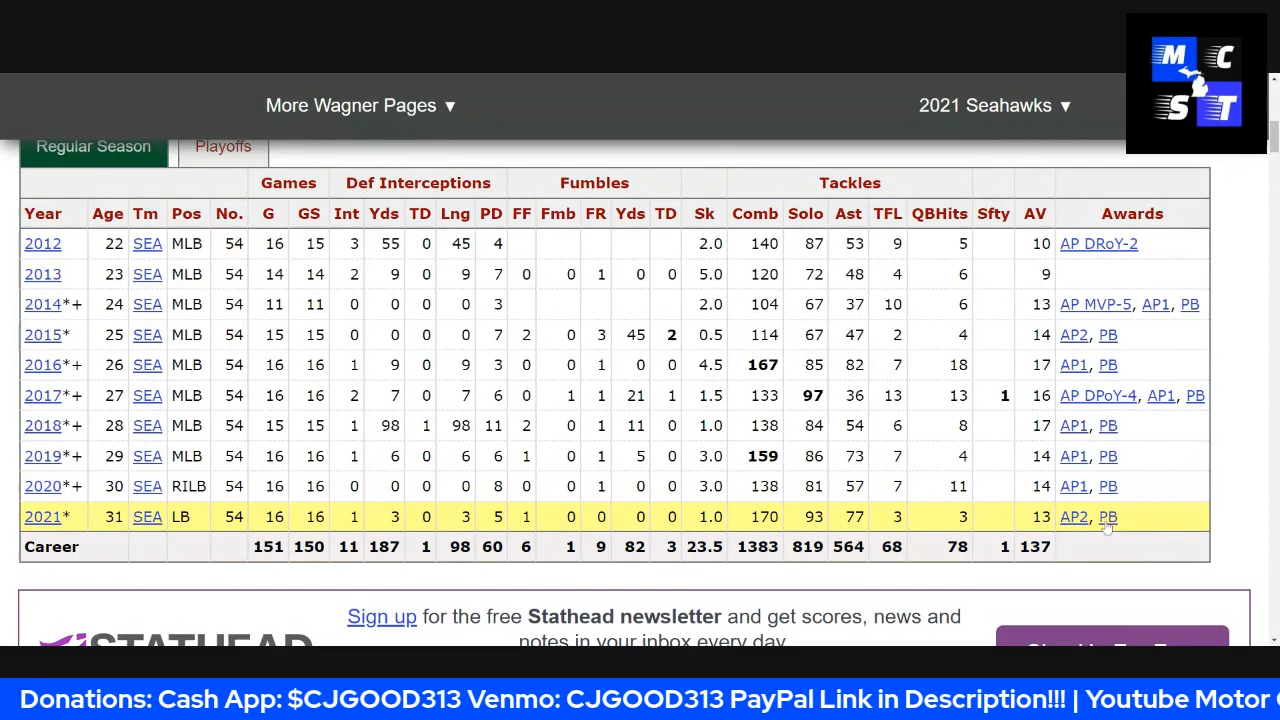 M C
S T
More Wagner Pages ▼ 2021 Seahawks ▼
Regular Season Playoffs
Games Def Interceptions Fumbles Tackles
Year Age Tm Pos No. G GS Int Yds TD Lng PD FF Fmb FR Yds TD Sk Comb Solo Ast TFL QBHits Sfty AV Awards
2012 22 SEA MLB 54 16 15 3 55 0 45 4 2.0 140 87 53 9 5 10 AP DRoY-2
2013 23 SEA MLB 54 14 14 2 9 0 9 7 0 0 1 0 0 5.0 120 72 48 4 6 9
2014*+ 24 SEA MLB 54 11 11 0 0 0 0 3 2.0 104 67 37 10 6 13 AP MVP-5, AP1, PB
2015* 25 SEA MLB 54 15 15 0 0 0 0 7 2 0 3 45 2 0.5 114 67 47 2 4 14 AP2, PB
2016*+ 26 SEA MLB 54 16 16 1 9 0 9 3 0 0 1 0 0 4.5 167 85 82 7 18 17 AP1, PB
2017*+ 27 SEA MLB 54 16 16 2 7 0 7 6 0 1 1 21 1 1.5 133 97 36 13 13 1 16 AP DPoY-4, AP1, PB
2018*+ 28 SEA MLB 54 15 15 1 98 1 98 11 2 0 1 11 0 1.0 138 84 54 6 8 17 AP1, PB
2019*+ 29 SEA MLB 54 16 16 1 6 0 6 6 1 0 1 5 0 3.0 159 86 73 7 4 14 AP1, PB
2020*+ 30 SEA RILB 54 16 16 0 0 0 0 8 0 0 1 0 0 3.0 138 81 57 7 11 14 AP1, PB
2021* 31 SEA LB 54 16 16 1 3 0 3 5 1 0 0 0 0 1.0 170 93 77 3 3 13 AP2, PB
Career 151 150 11 187 1 98 60 6 1 9 82 3 23.5 1383 819 564 68 78 1 137
Sign up for the free Stathead newsletter and get scores, news and
notes in your inbox every day
STATHEAD
Donations: Cash App: $CJGOOD313 Venmo: CJGOOD313 PayPal Link in Description!!! | Youtube Motor